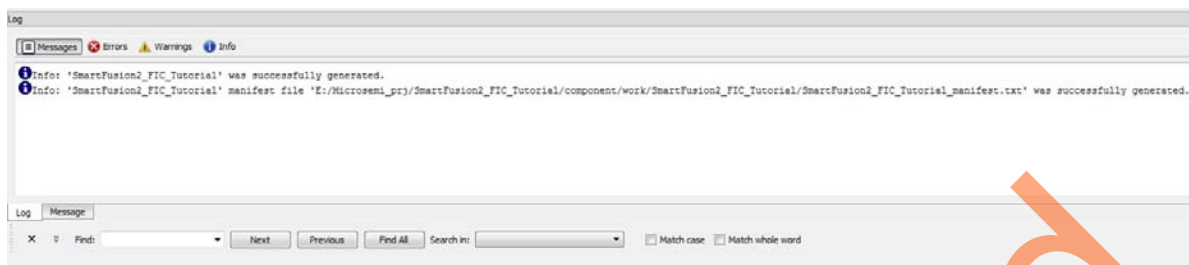 Log
Messages Errors Warnings Info
Info: 'SmartFusion2_FIC_Tutorial' was successfully generated.
Info: 'SmartFusion2_FIC_Tutorial' manifest file 'E:/Microsemi_prj/SmartFusion2_FIC_Tutorial/component/work/SmartFusion2_FIC_Tutorial/SmartFusion2_FIC_Tutorial_manifest.txt' was successfully generated.
Log Message
Find: Next Previous Find All Search in: Match case Match whole word